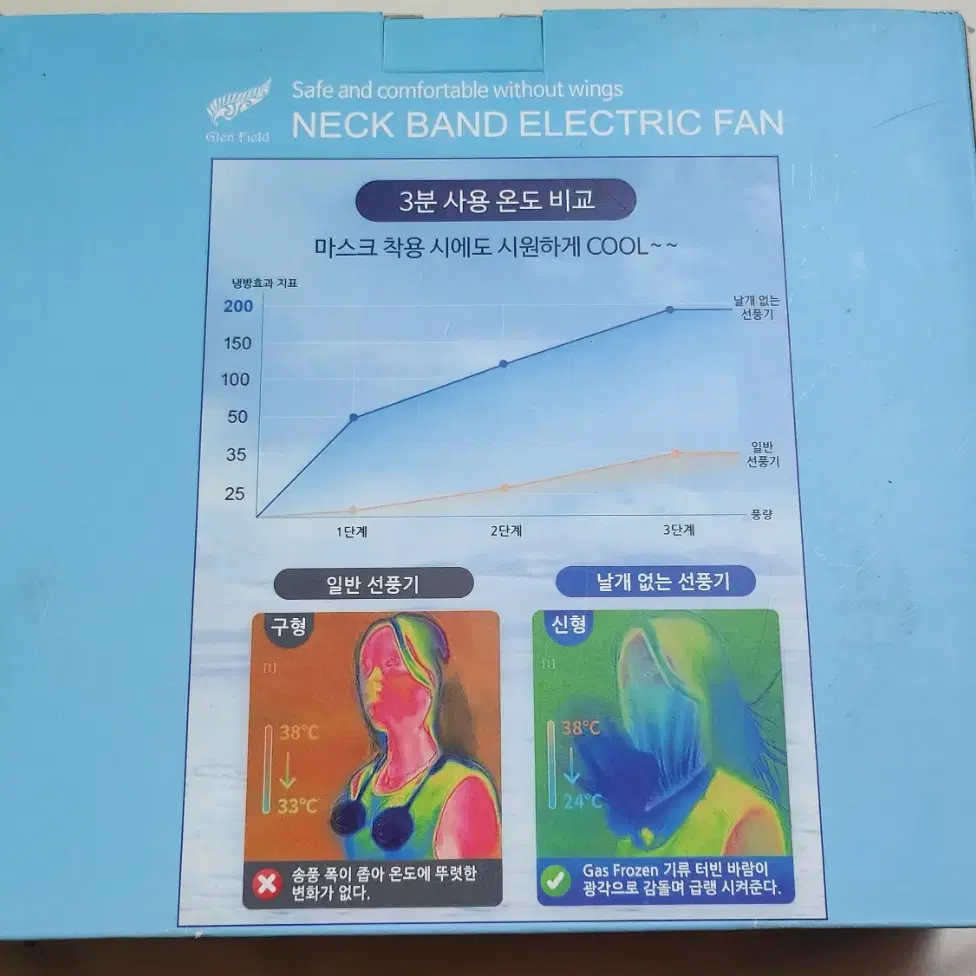 Safe and comfortable without wings
Glen Field
NECK BAND ELECTRIC FAN
3분 사용 온도 비교
마스크 착용 시에도 시원하게 COOL~~
냉방효과 지표
200
150
100
50
35
25
날개 없는
선풍기
일반
선풍기
1단계
2단계
3단계
풍량
일반 선풍기
구형
[1]
38°C
33°C
송풍 폭이 좁아 온도에 뚜렷한
변화가 없다.
날개 없는 선풍기
신형
[1]
38°C
24°C
Gas Frozen 기류 터빈 바람이
광각으로 감돌며 급랭 시켜준다.